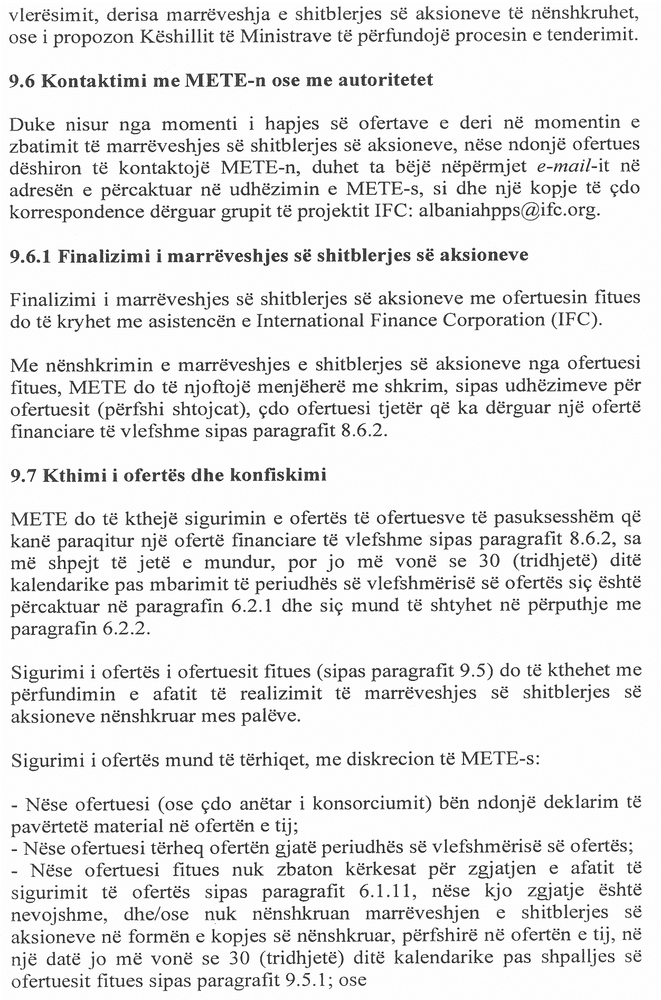 vlerësimit, derisa marrëveshja e shitblerjes së aksioneve të nënshkruhet,
ose i propozon Këshillit të Ministrave të përfundojë procesin e tenderimit.
9.6 Kontaktimi me METE-n ose me autoritetet
Duke nisur nga momenti i hapjes së ofertave e deri në momentin e
zbatimit të marrëveshjes së shitblerjes së aksioneve, nëse ndonjë ofertues
dëshiron të kontaktojë METE-n, duhet ta bëjë nëpërmjet e-mail-it në
adresën e përcaktuar në udhëzimin e METE-s, si dhe një kopje të çdo
korrespondence dërguar grupit të projektit IFC: albaniahpps@ifc.org.
9.6.1 Finalizimi i marrëveshjes së shitblerjes së aksioneve
Finalizimi i marrëveshjes së shitblerjes së aksioneve me ofertuesin fitues
do të kryhet me asistencën e International Finance Corporation (IFC).
Me nënshkrimin e marrëveshjes e shitblerjes së aksioneve nga ofertuesi
fitues, METE do të njoftojë menjëherë me shkrim, sipas udhëzimeve për
ofertuesit (përfshi shtojcat), çdo ofertuesi tjetër që ka dërguar një ofertë
financiare të vlefshme sipas paragrafit 8.6.2.
9.7 Kthimi i ofertës dhe konfiskimi
METE do të kthejë sigurimin e ofertës të ofertuesve të pasuksesshëm që
kanë paraqitur një ofertë financiare të vlefshme sipas paragrafit 8.6.2, sa
më shpejt të jetë e mundur, por jo më vonë se 30 (tridhjetë) ditë
kalendarike pas mbarimit të periudhës së vlefshmërisë së ofertës siç është
përcaktuar në paragrafin 6.2.1 dhe siç mund të shtyhet në përputhje me
paragrafin 6.2.2.
Sigurimi i ofertës i ofertuesit fitues (sipas paragrafit 9.5) do të kthehet me
përfundimin e afatit të realizimit të marrëveshjes së shitblerjes së
aksioneve nënshkruar mes palëve.
Sigurimi i ofertës mund të tërhiqet, me diskrecion të METE-s:
- Nëse ofertuesi (ose çdo anëtar i konsorciumit) bën ndonjë deklarim të
pavërtetë material në ofertën e tij;
- Nëse ofertuesi tërheq ofertën gjatë periudhës së vlefshmërisë së ofertës;
- Nëse ofertuesi fitues nuk zbaton kërkesat për zgjatjen e afatit të
sigurimit të ofertës sipas paragrafit 6.1.11, nëse kjo zgjatje është
nevojshme, dhe/ose nuk nënshkruan marrëveshjen e shitblerjes së
aksioneve në formën e kopjes së nënshkruar, përfshirë në ofertën e tij, në
një datë jo më vonë se 30 (tridhjetë) ditë kalendarike pas shpalljes së
ofertuesit fitues sipas paragrafit 9.5.1; ose